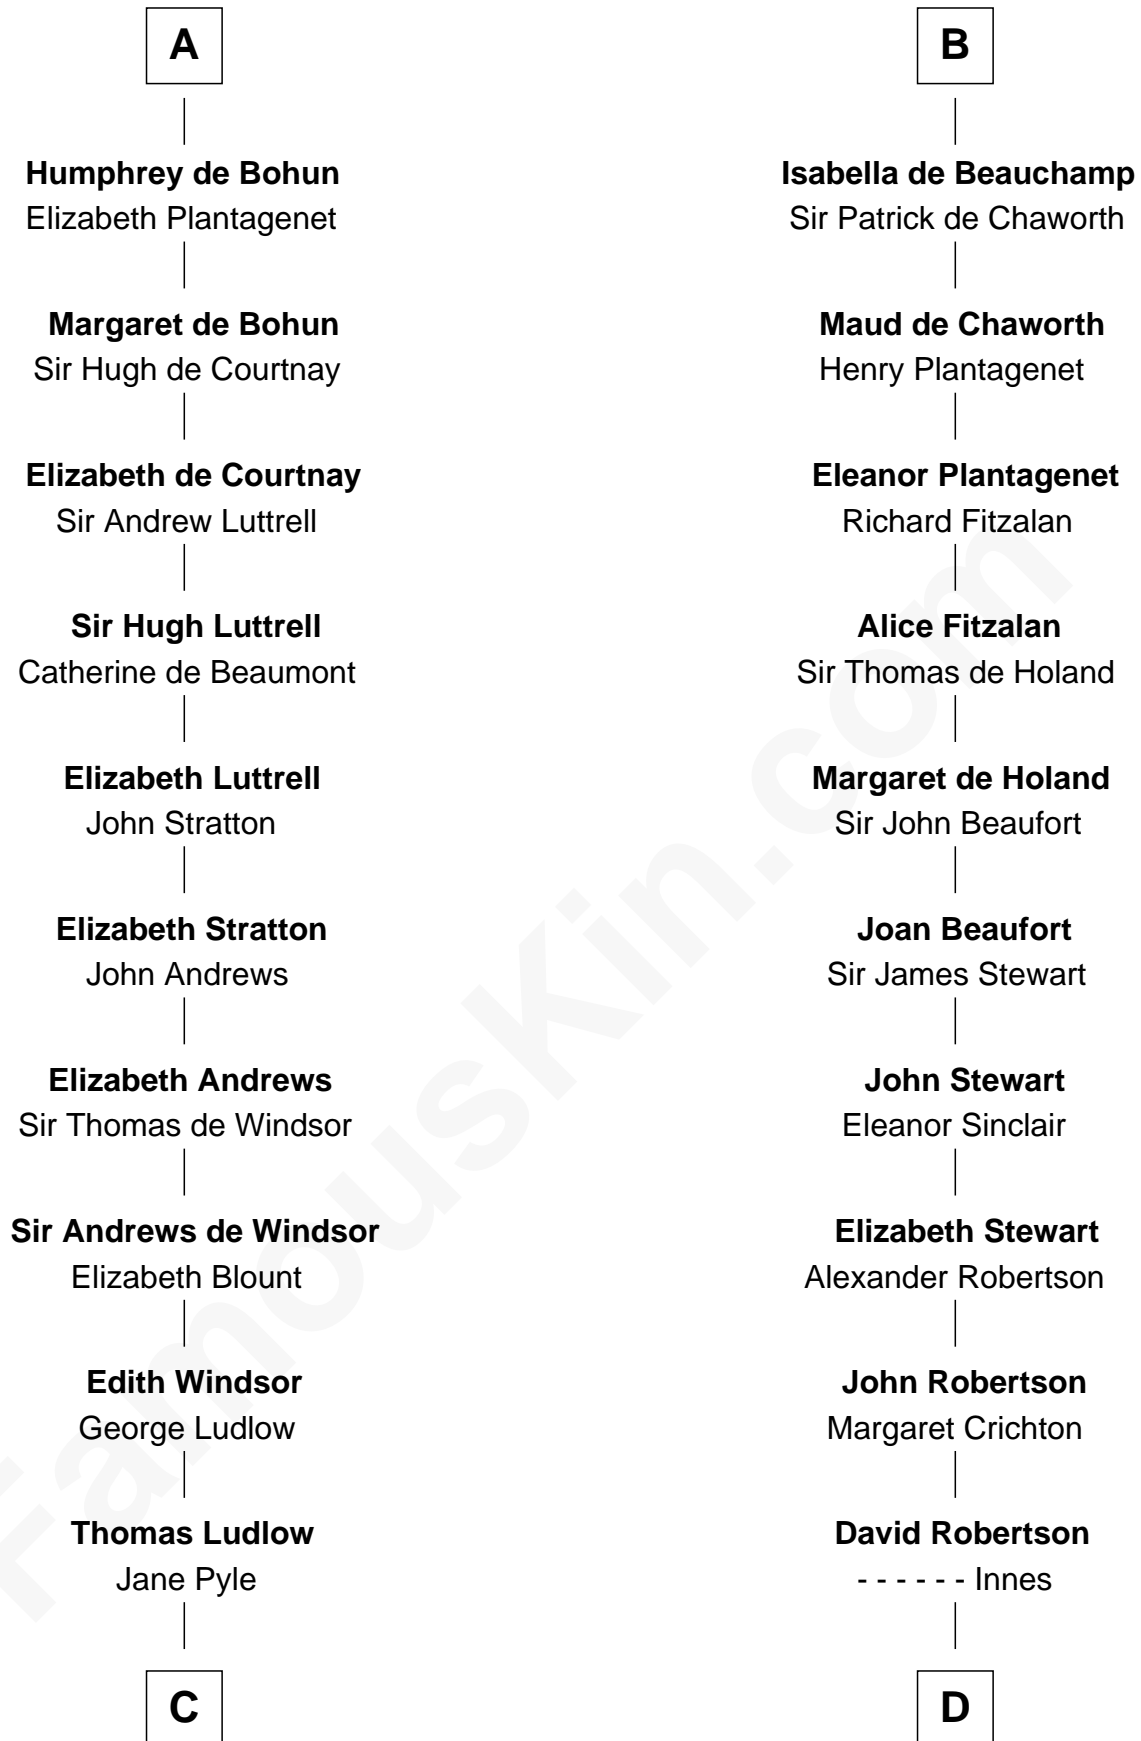 A
Humphrey de Bohun
Elizabeth Plantagenet
Margaret de Bohun
Sir Hugh de Courtnay
Elizabeth de Courtnay
Sir Andrew Luttrell
Sir Hugh Luttrell
Catherine de Beaumont
Elizabeth Luttrell
John Stratton
Elizabeth Stratton
John Andrews
Elizabeth Andrews
Sir Thomas de Windsor
Sir Andrews de Windsor
Elizabeth Blount
Edith Windsor
George Ludlow
Thomas Ludlow
Jane Pyle
C
B
Isabella de Beauchamp
Sir Patrick de Chaworth
Maud de Chaworth
Henry Plantagenet
Eleanor Plantagenet
Richard Fitzalan
Alice Fitzalan
Sir Thomas de Holand
Margaret de Holand
Sir John Beaufort
Joan Beaufort
Sir James Stewart
John Stewart
Eleanor Sinclair
Elizabeth Stewart
Alexander Robertson
John Robertson
Margaret Crichton
David Robertson
- - - - - - Innes
D
FamousKin.com